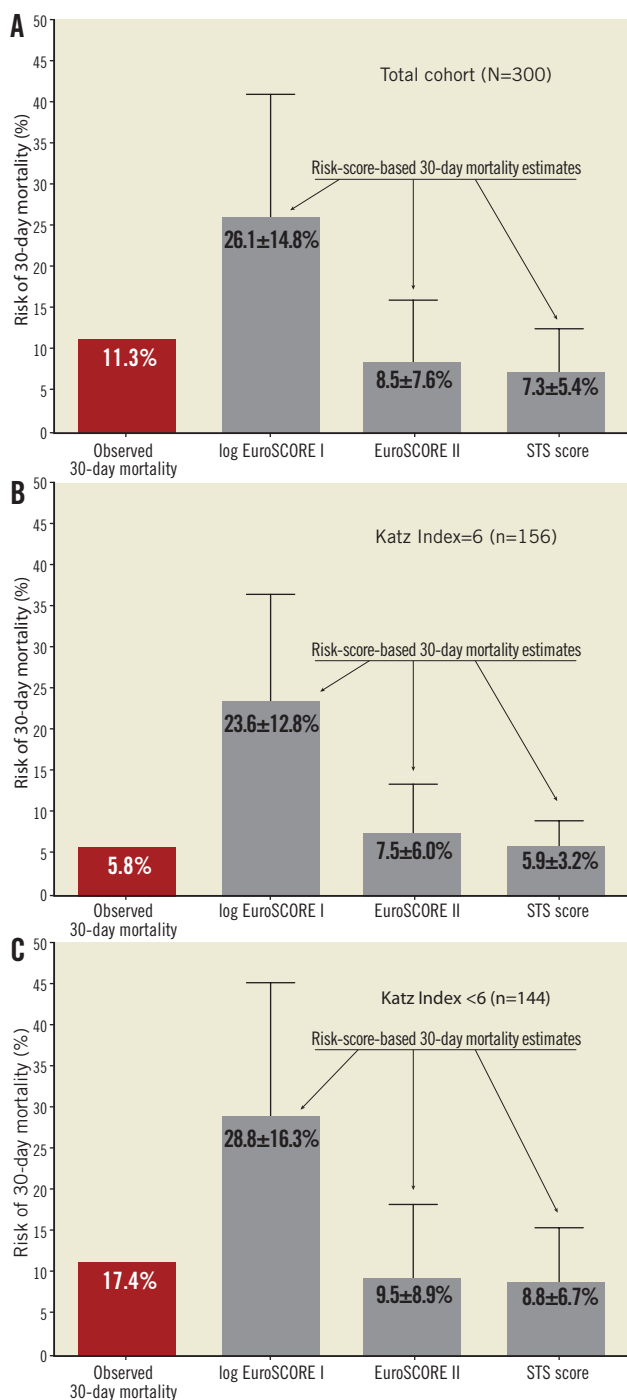 A
Risk of 30-day mortality (%)
50
45
40
35
30
25
20
15
10
5
0
Total cohort (N=300)
Risk-score-based 30-day mortality estimates
11.3%
26.1±14.8%
8.5±7.6%
7.3±5.4%
Observed
30-day mortality
log EuroSCORE I
EuroSCORE II
STS score
B
Risk of 30-day mortality (%)
50
45
40
35
30
25
20
15
10
5
0
Katz Index=6 (n=156)
Risk-score-based 30-day mortality estimates
5.8%
23.6±12.8%
7.5±6.0%
5.9±3.2%
Observed
30-day mortality
log EuroSCORE I
EuroSCORE II
STS score
C
Risk of 30-day mortality (%)
50
45
40
35
30
25
20
15
10
5
0
Katz Index <6 (n=144)
Risk-score-based 30-day mortality estimates
17.4%
28.8±16.3%
9.5±8.9%
8.8±6.7%
Observed
30-day mortality
log EuroSCORE I
EuroSCORE II
STS score